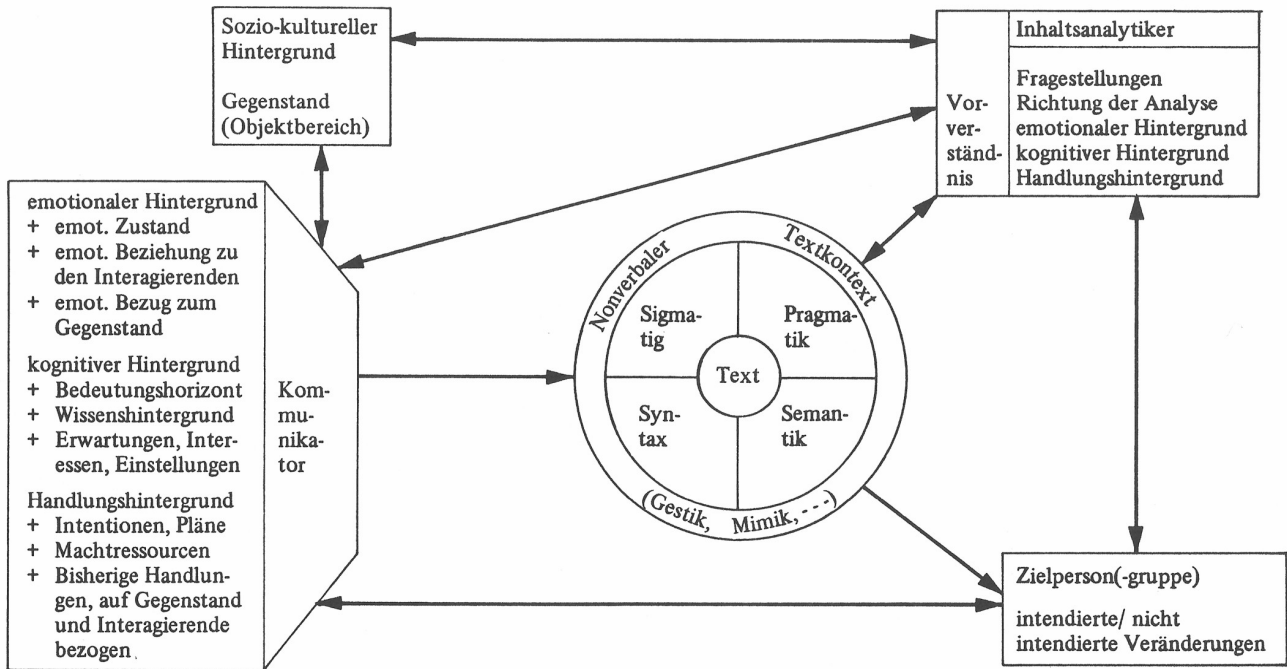 Sozio-kultureller
Hintergrund
Gegenstand
(Objektbereich)
Inhaltsanalytiker
Vor-
ver-
ständ-
nis
Fragestellungen
Richtung der Analyse
emotionaler Hintergrund
kognitiver Hintergrund
Handlungshintergrund
emotionaler Hintergrund
+ emot. Zustand
+ emot. Beziehung zu
den Interagierenden
+ emot. Bezug zum
Gegenstand
kognitiver Hintergrund
+ Bedeutungshorizont
+ Wissenshintergrund
+ Erwartungen, Inter-
essen, Einstellungen
Handlungshintergrund
+ Intentionen, Pläne
+ Machtressourcen
+ Bisherige Handlun-
gen, auf Gegenstand
und Interagierende
bezogen
Kom-
mu-
nika-
tor
Nonverbaler Textkontext
Sigma-
tig
Pragma-
tik
Text
Syn-
tax
Seman-
tik
(Gestik, Mimik, - - -)
Zielperson(-gruppe)
intendierte/ nicht
intendierte Veränderungen